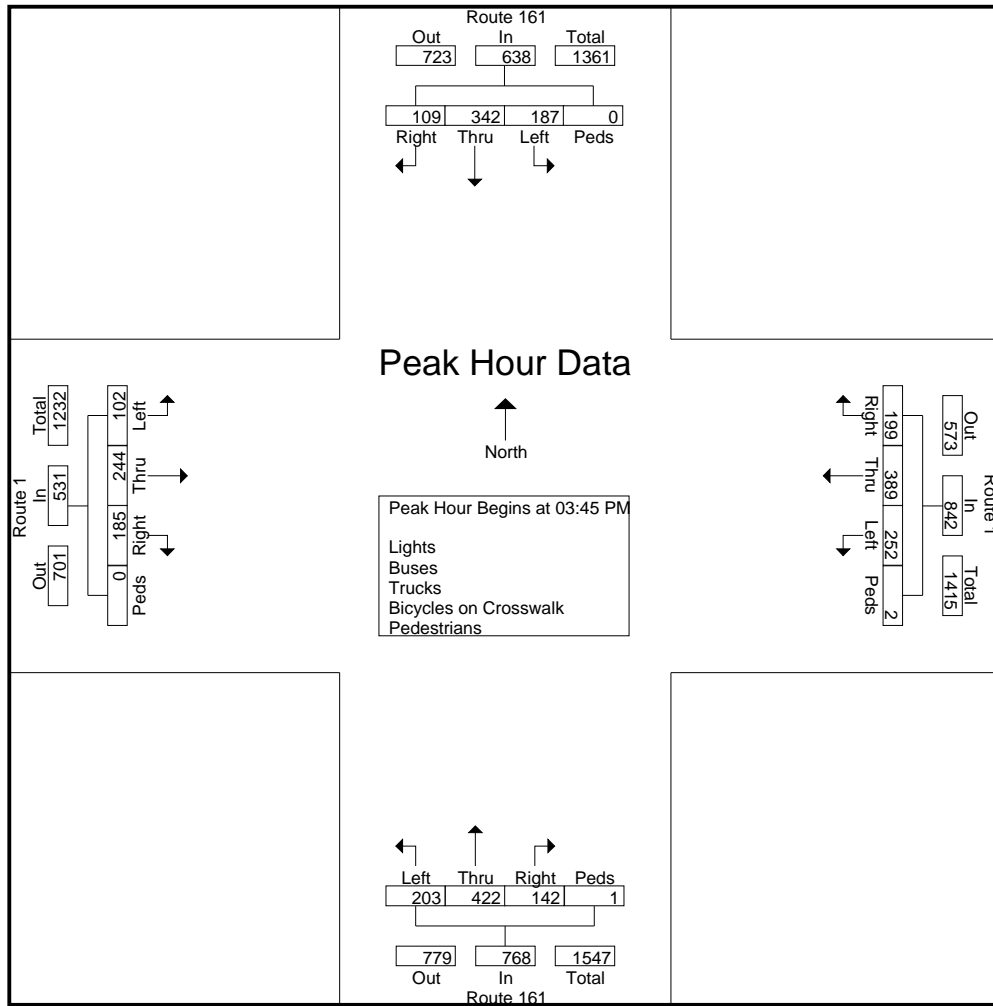 Route 161
Out In Total
723 638 1361
109 342 187 0
Right Thru Left Peds
Peak Hour Data
North
Peak Hour Begins at 03:45 PM
Lights
Buses
Trucks
Bicycles on Crosswalk
Pedestrians
Route 1
Total In Out
1232 531 701
102 244 185 0
Left Thru Right Peds
Route 1
Out In Total
573 842 1415
199 389 252 2
Right Thru Left Peds
Left Thru Right Peds
203 422 142 1
779 768 1547
Out In Total
Route 161